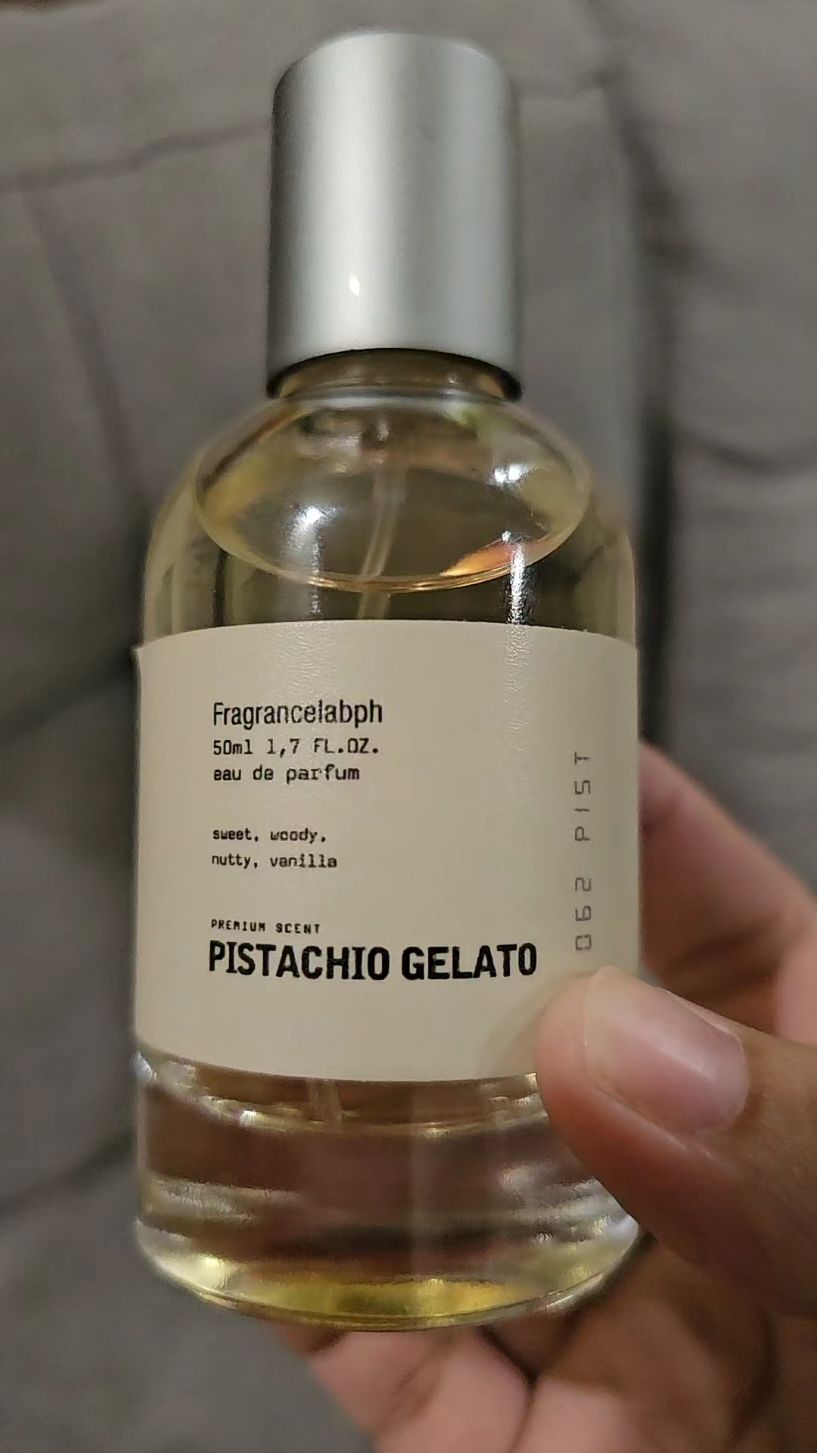 Fragrancelabph
50ml 1,7 FL.OZ.
eau de parfum
sweet, woody,
nutty, vanilla
PREMIUM SCENT
PISTACHIO GELATO
062 PIST